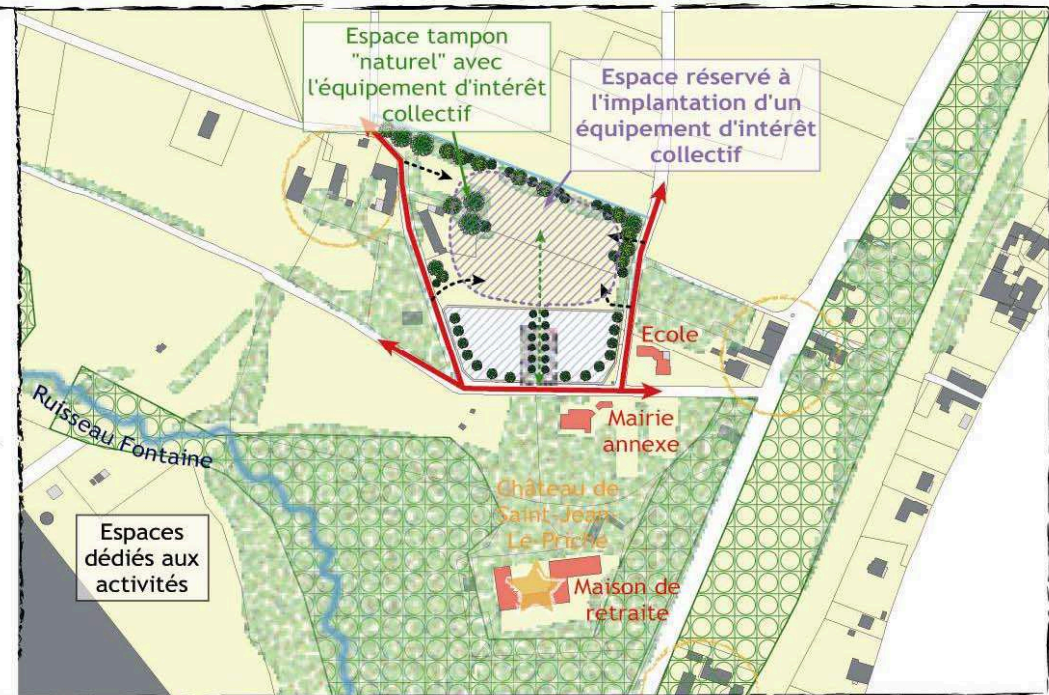 Espace tampon
"naturel" avec
l'équipement d'intérêt
collectif
Espace réservé à
l'implantation d'un
équipement d'intérêt
collectif
Ecole
Mairie
annexe
Ruisseau Fontaine
Château de
Saint-Jean-
Le-Priche
Espaces
dédiés aux
activités
Maison de
retraite